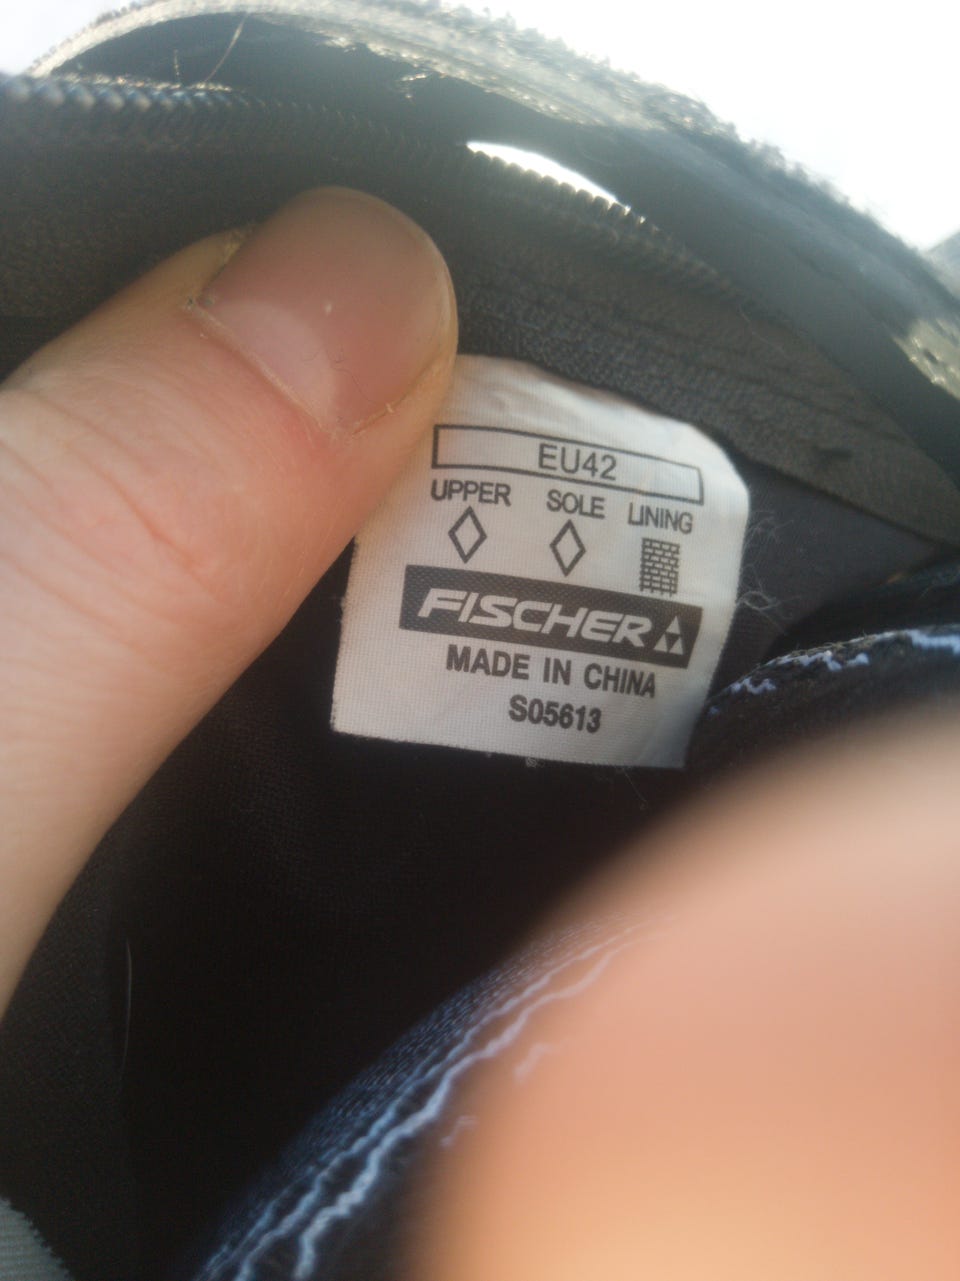 EU42
UPPER SOLE LINING
FISCHER
MADE IN CHINA
S05613